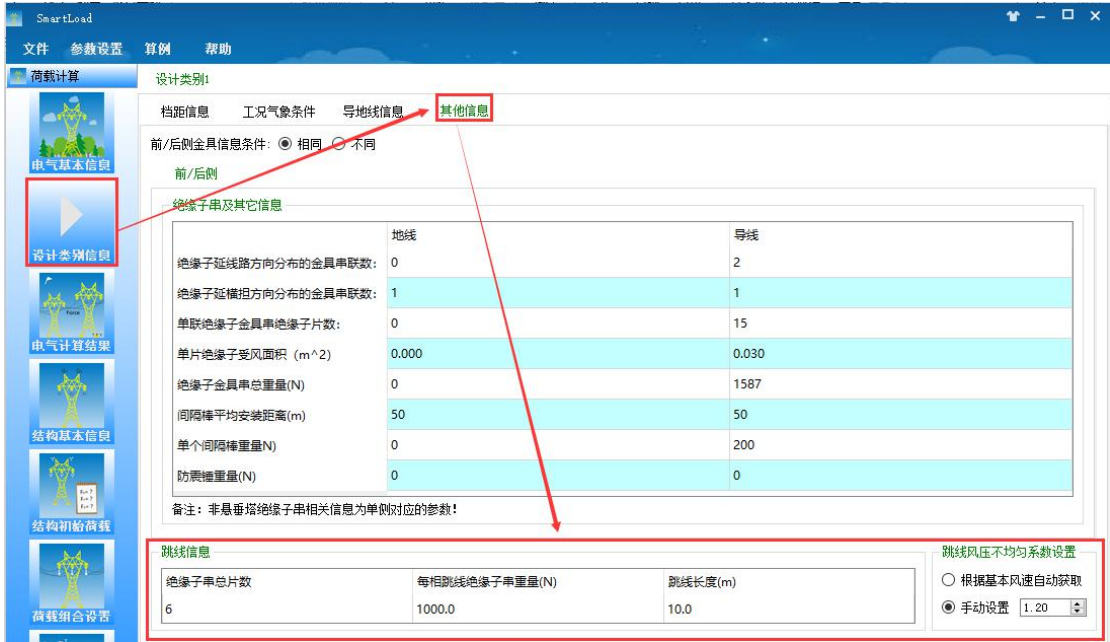 SmartLoad
文件 参数设置 算例 帮助
荷载计算
电气基本信息
设计类别信息
电气计算结果
结构基本信息
结构初始荷载
荷载组合设置
设计类别1
档距信息 工况气象条件 导地线信息 其他信息
前/后侧金具信息条件: 相同 不同
前/后侧
绝缘子串及其它信息
地线 导线
绝缘子延线路方向分布的金具串联数: 0 2
绝缘子延横担方向分布的金具串联数: 1 1
单联绝缘子金具串绝缘子片数: 0 15
单片绝缘子受风面积 (m^2) 0.000 0.030
绝缘子金具串总重量(N) 0 1587
间隔棒平均安装距离(m) 50 50
单个间隔棒重量N) 0 200
防震锤重量(N) 0 0
备注: 非悬垂塔绝缘子串相关信息为单侧对应的参数!
跳线信息
绝缘子串总片数 每相跳线绝缘子串重量(N) 跳线长度(m)
6 1000.0 10.0
跳线风压不均匀系数设置
根据基本风速自动获取
手动设置 1.20